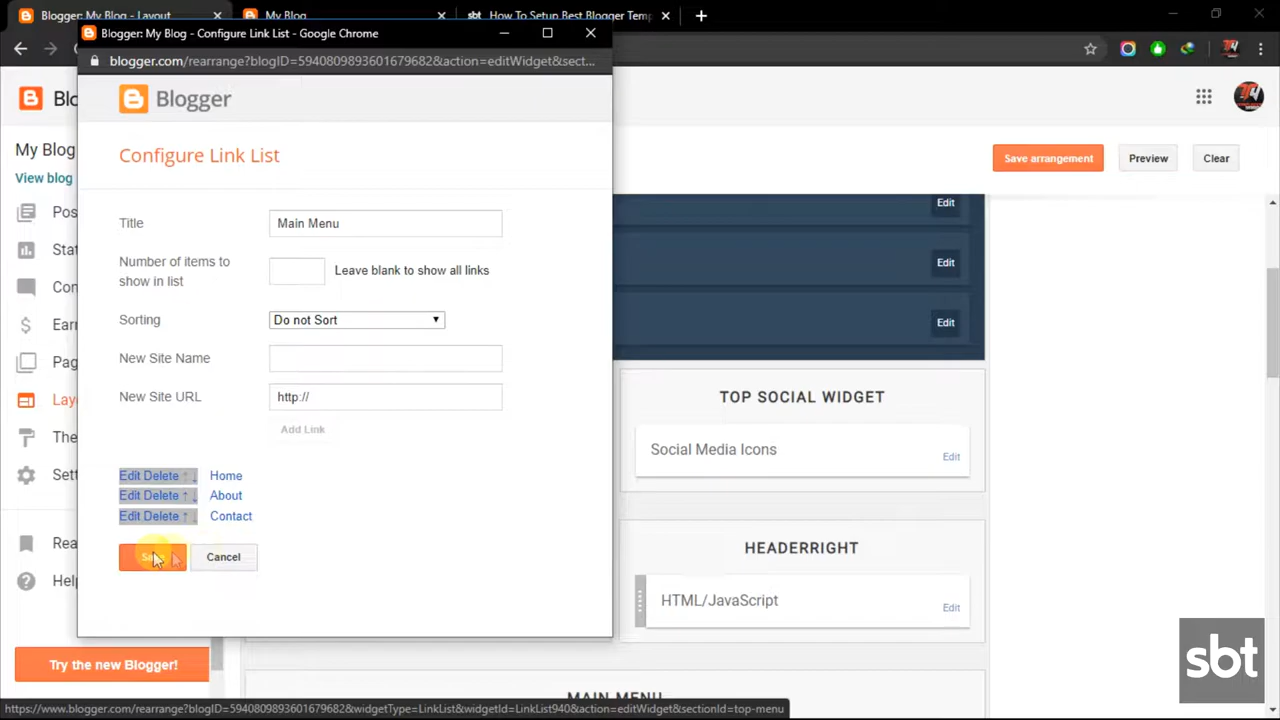 Blogger: My Blog - Layout
My Blog
sbt How To Setup Best Blogger Temp
Blogger: My Blog - Configure Link List - Google Chrome
blogger.com/rearrange?blogID=5940809893601679682&action=editWidget&sect...
Blogger
Configure Link List
My Blog
View blog
Save arrangement
Preview
Clear
Title
Main Menu
Number of items to
show in list
Leave blank to show all links
Sorting
Do not Sort
New Site Name
New Site URL
http://
Add Link
Edit Delete ↑ ↓ Home
Edit Delete ↑ ↓ About
Edit Delete ↑ ↓ Contact
Cancel
Edit
Edit
Edit
TOP SOCIAL WIDGET
Social Media Icons
Edit
HEADERRIGHT
HTML/JavaScript
Edit
MAIN MENU
Try the new Blogger!
sbt
https://www.blogger.com/rearrange?blogID=5940809893601679682&widgetType=LinkList&widgetId=LinkList940&action=editWidget&sectionId=top-menu